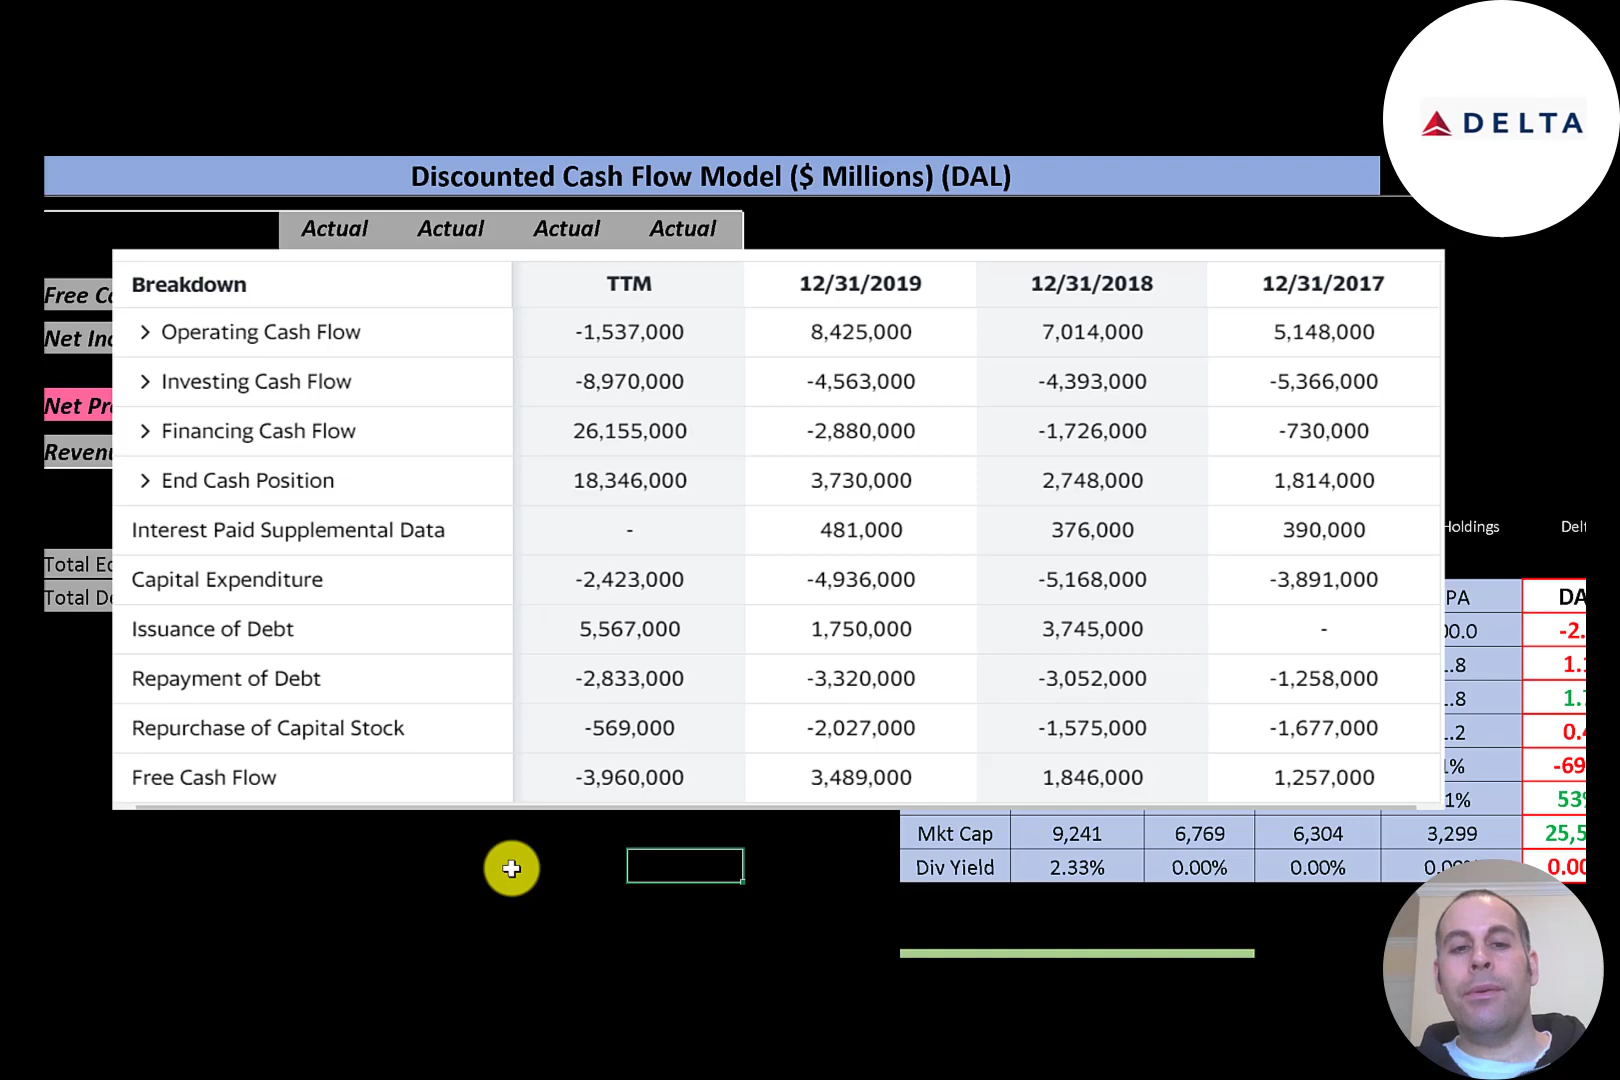 DELTA
Discounted Cash Flow Model ($ Millions) (DAL)
Actual Actual Actual Actual
Breakdown TTM 12/31/2019 12/31/2018 12/31/2017
Free
Operating Cash Flow -1,537,000 8,425,000 7,014,000 5,148,000
Net
Investing Cash Flow -8,970,000 -4,563,000 -4,393,000 -5,366,000
Net
Financing Cash Flow 26,155,000 -2,880,000 -1,726,000 -730,000
End Cash Position 18,346,000 3,730,000 2,748,000 1,814,000
Interest Paid Supplemental Data - 481,000 376,000 390,000
Holdings
Total
Capital Expenditure -2,423,000 -4,936,000 -5,168,000 -3,891,000
Total
PA
Issuance of Debt 5,567,000 1,750,000 3,745,000 -
Repayment of Debt -2,833,000 -3,320,000 -3,052,000 -1,258,000
Repurchase of Capital Stock -569,000 -2,027,000 -1,575,000 -1,677,000
Free Cash Flow -3,960,000 3,489,000 1,846,000 1,257,000
Mkt Cap 9,241 6,769 6,304 3,299
Div Yield 2.33% 0.00% 0.00%